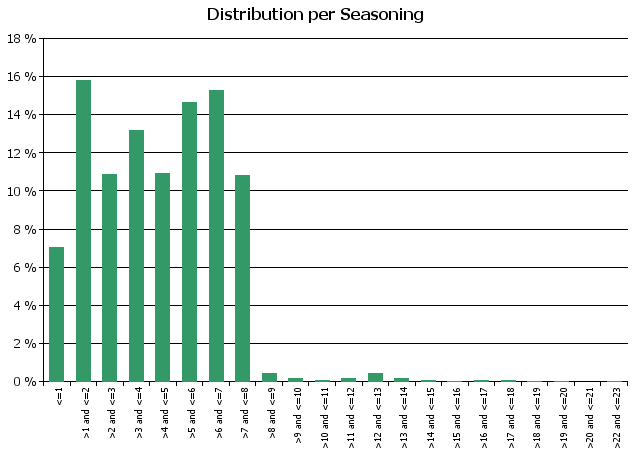 Distribution per Seasoning
18 %
16 %
14 %
12 %
10 %
8 %
6 %
4 %
2 %
0 %
<=1
>1 and <=2
>2 and <=3
>3 and <=4
>4 and <=5
>5 and <=6
>6 and <=7
>7 and <=8
>8 and <=9
>9 and <=10
>10 and <=11
>11 and <=12
>12 and <=13
>13 and <=14
>14 and <=15
>15 and <=16
>16 and <=17
>17 and <=18
>18 and <=19
>19 and <=20
>20 and <=21
>22 and <=23